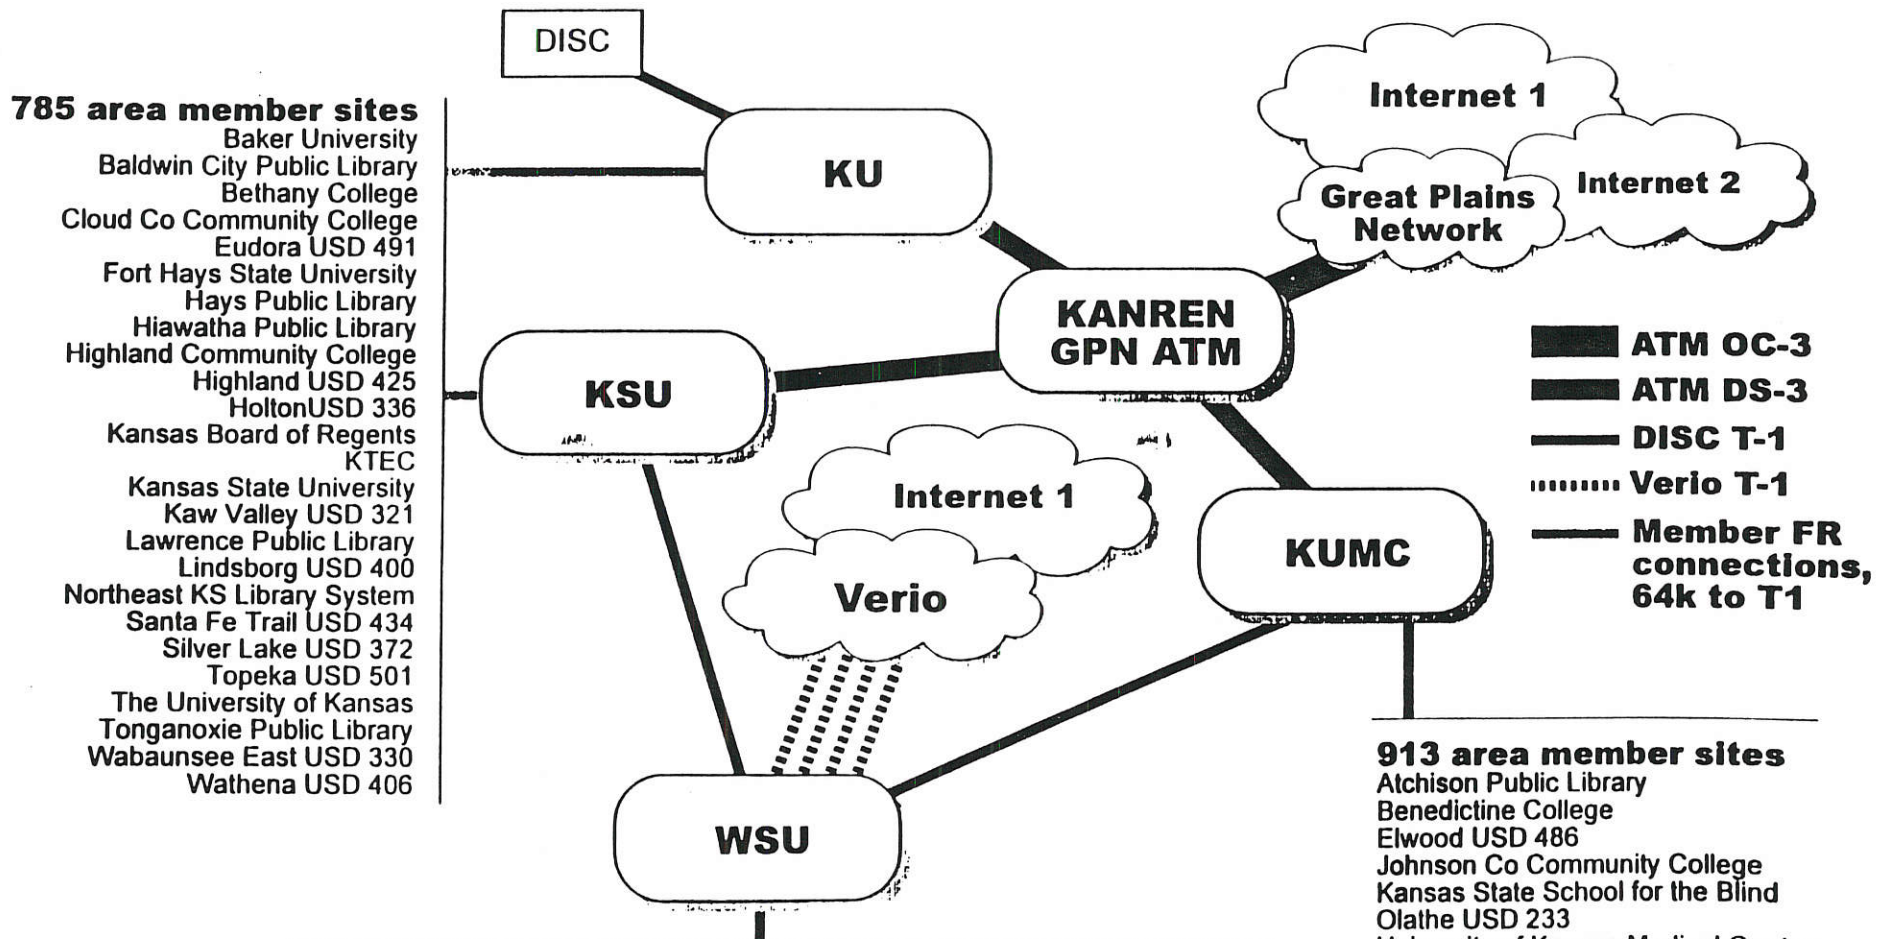 DISC
785 area member sites
Baker University
Baldwin City Public Library
Bethany College
Cloud Co Community College
Eudora USD 491
Fort Hays State University
Hays Public Library
Hiawatha Public Library
Highland Community College
Highland USD 425
HoltonUSD 336
Kansas Board of Regents
KTEC
Kansas State University
Kaw Valley USD 321
Lawrence Public Library
Lindsborg USD 400
Northeast KS Library System
Santa Fe Trail USD 434
Silver Lake USD 372
Topeka USD 501
The University of Kansas
Tonganoxie Public Library
Wabaunsee East USD 330
Wathena USD 406
KU
KSU
KANREN
GPN ATM
Internet 1
Internet 2
Great Plains
Network
ATM OC-3
ATM DS-3
DISC T-1
Verio T-1
Member FR
connections,
64k to T1
Internet 1
Verio
KUMC
WSU
913 area member sites
Atchison Public Library
Benedictine College
Elwood USD 486
Johnson Co Community College
Kansas State School for the Blind
Olathe USD 233